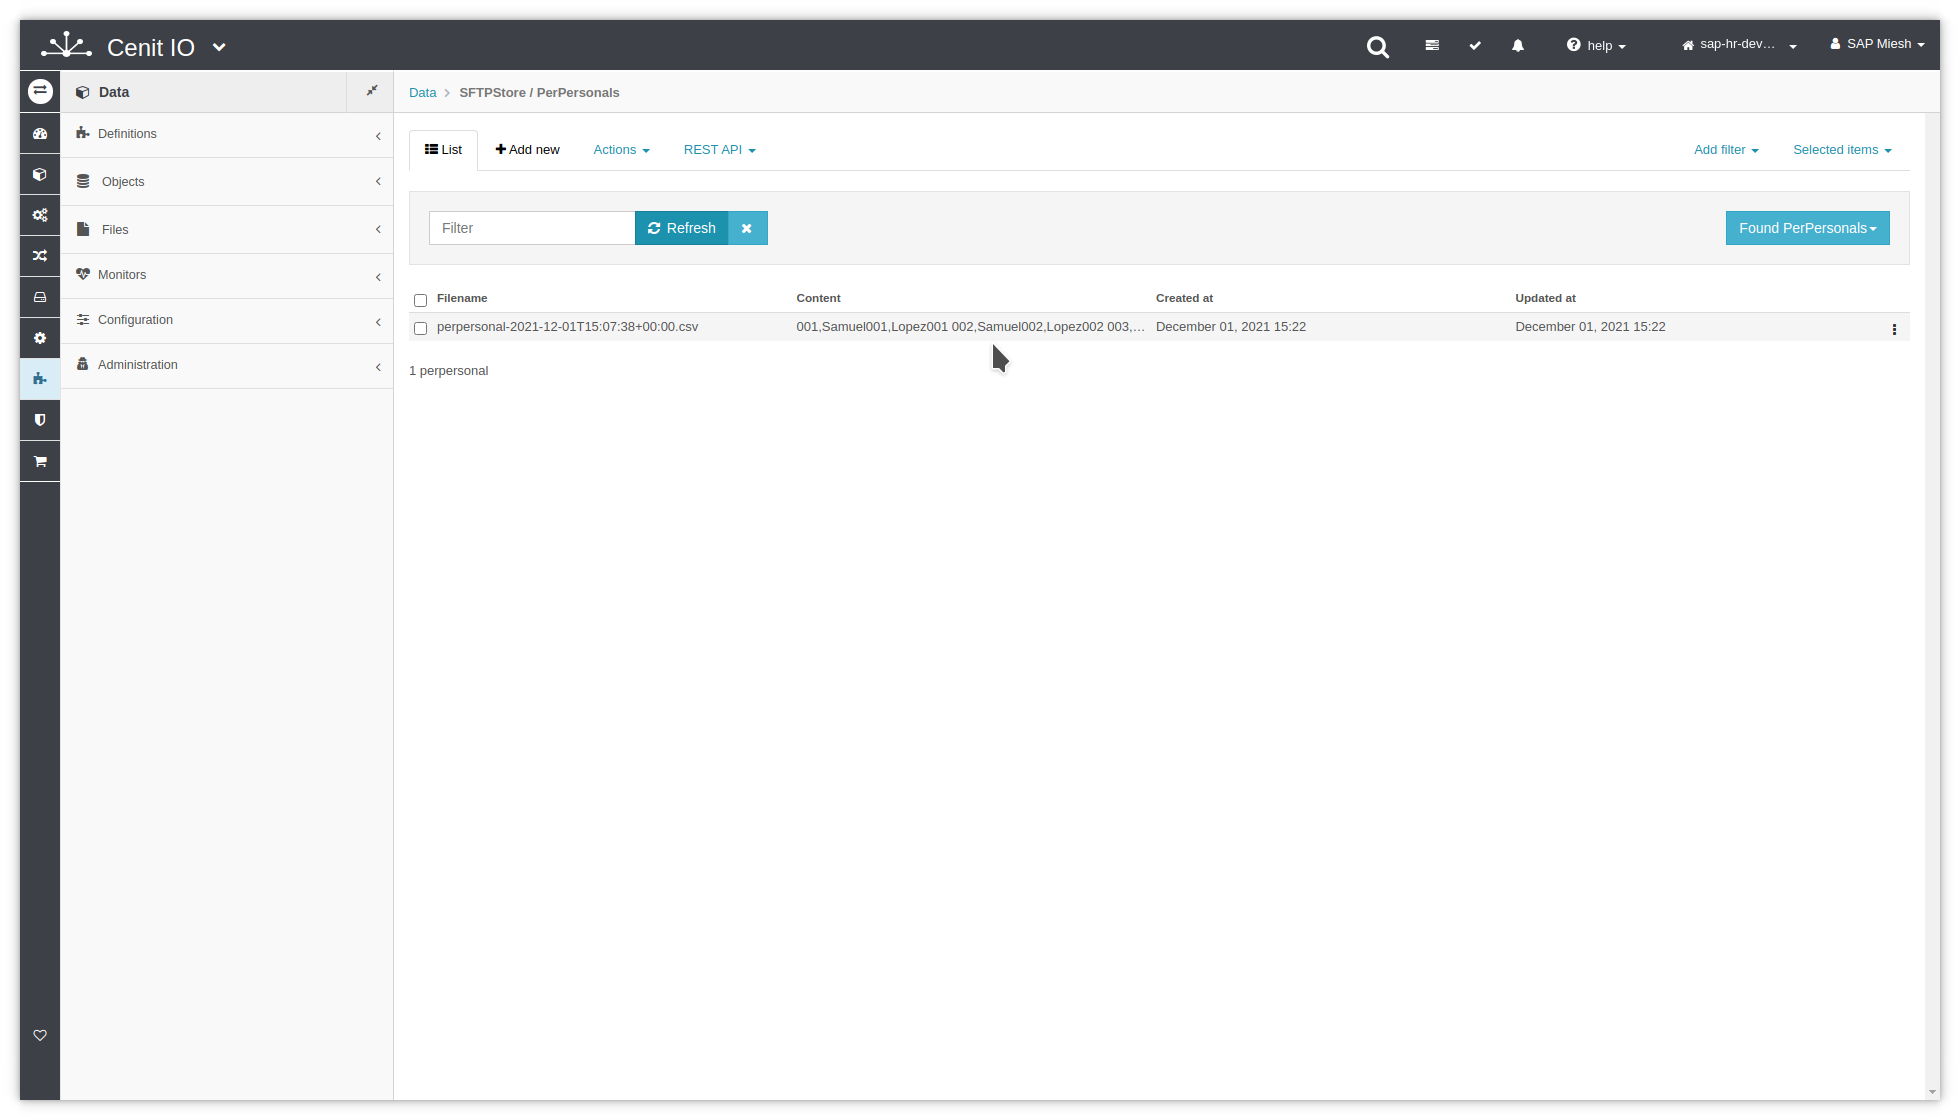 Cenit IO
help
sap-hr-dev...
SAP Miesh
Data
Data
SFTPStore / PerPersonals
Definitions
Objects
Files
Monitors
Configuration
Administration
List
Add new
Actions
REST API
Add filter
Selected items
Filter
Refresh
Found PerPersonals
Filename
Content
Created at
Updated at
perpersonal-2021-12-01T15:07:38+00:00.csv
001,Samuel001,Lopez001 002,Samuel002,Lopez002 003,...
December 01, 2021 15:22
December 01, 2021 15:22
1 perpersonal